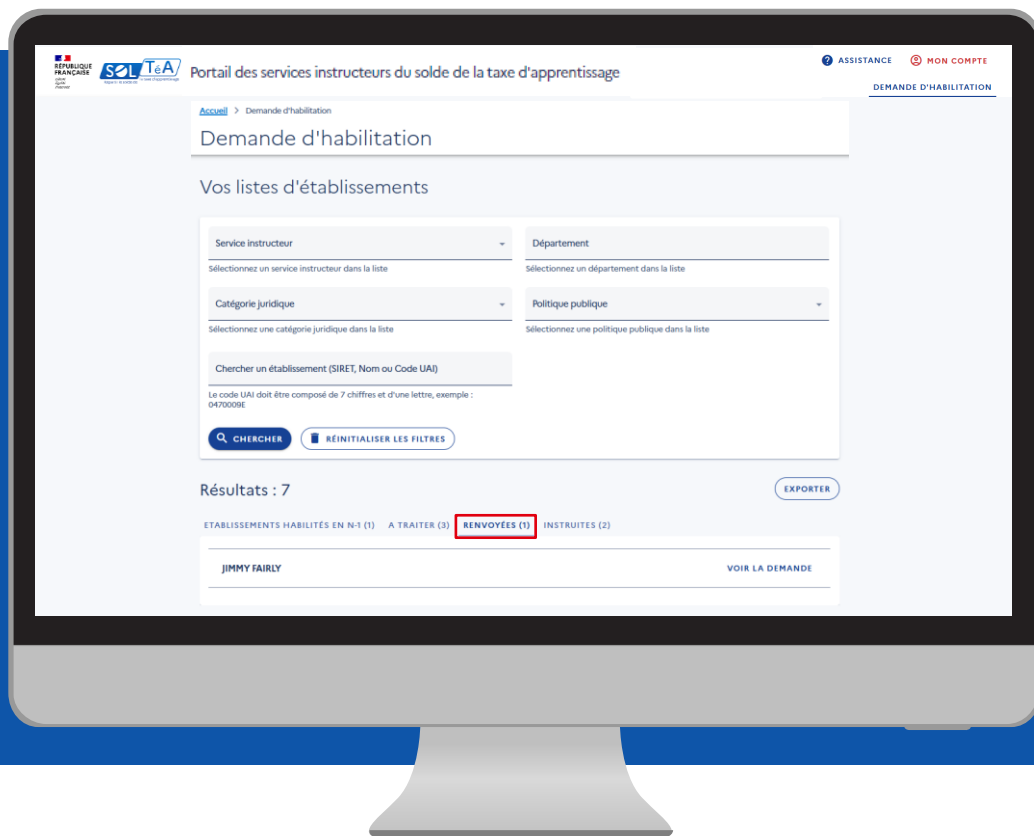 RÉPUBLIQUE
FRANÇAISE
SOLTéA
Portail des services instructeurs du solde de la taxe d'apprentissage
ASSISTANCE
MON COMPTE
DEMANDE D'HABILITATION
Accueil > Demande d'habilitation
Demande d'habilitation
Vos listes d'établissements
Service instructeur
Département
Sélectionnez un service instructeur dans la liste
Sélectionnez un département dans la liste
Catégorie juridique
Politique publique
Sélectionnez une catégorie juridique dans la liste
Sélectionnez une politique publique dans la liste
Chercher un établissement (SIRET, Nom ou Code UAI)
Le code UAI doit être composé de 7 chiffres et d'une lettre, exemple :
0470009E
CHERCHER
RÉINITIALISER LES FILTRES
Résultats : 7
EXPORTER
ETABLISSEMENTS HABILITÉS EN N-1 (1) A TRAITER (3) RENVOYÉES (1) INSTRUITES (2)
JIMMY FAIRLY
VOIR LA DEMANDE